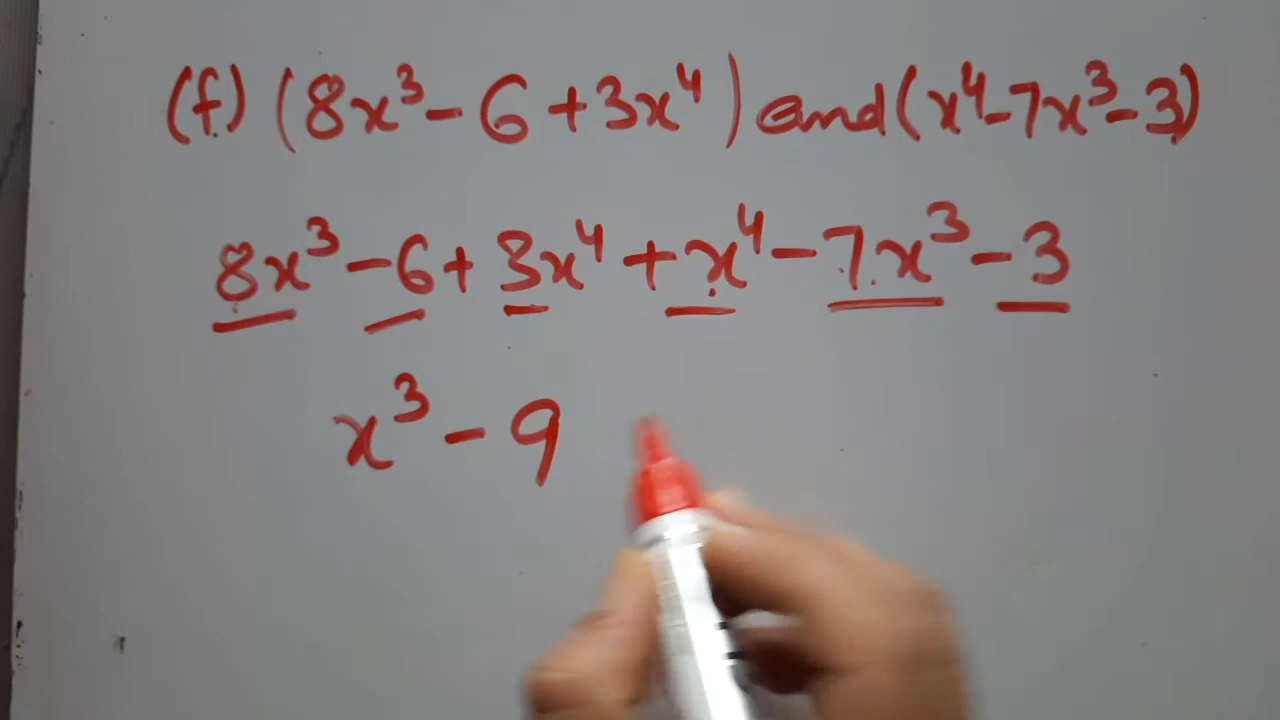 (f) (8x³ - 6 + 3x⁴) and (x⁴ - 7x³ - 3)
8x³ - 6 + 3x⁴ + x⁴ - 7x³ - 3
x³ - 9